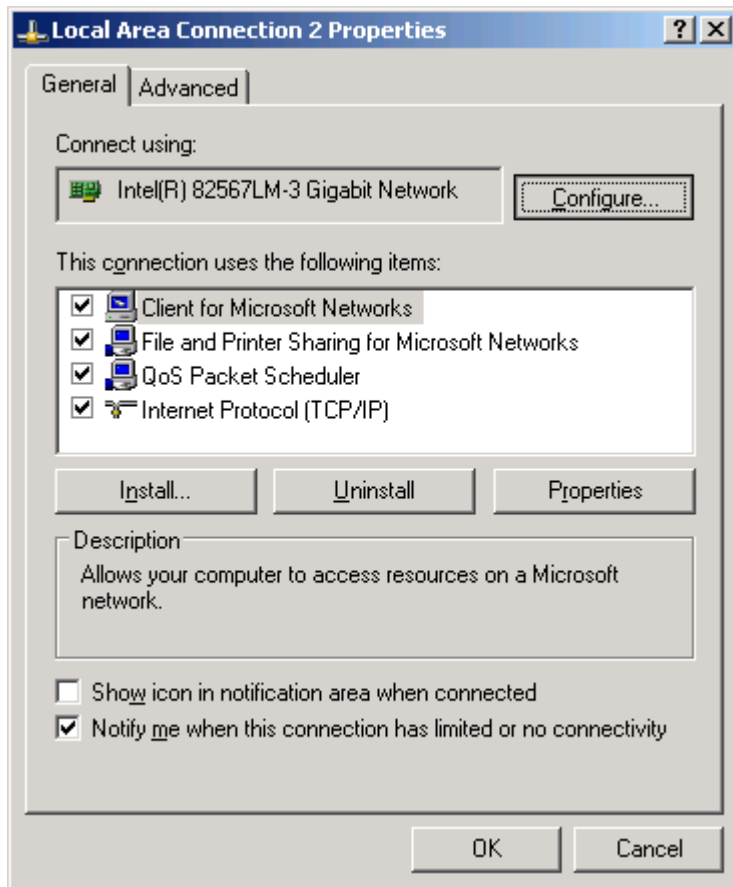 Local Area Connection 2 Properties
General
Advanced
Connect using:
Intel(R) 82567LM-3 Gigabit Network
Configure...
This connection uses the following items:
Client for Microsoft Networks
File and Printer Sharing for Microsoft Networks
QoS Packet Scheduler
Internet Protocol (TCP/IP)
Install...
Uninstall
Properties
Description
Allows your computer to access resources on a Microsoft
network.
Show icon in notification area when connected
Notify me when this connection has limited or no connectivity
OK
Cancel